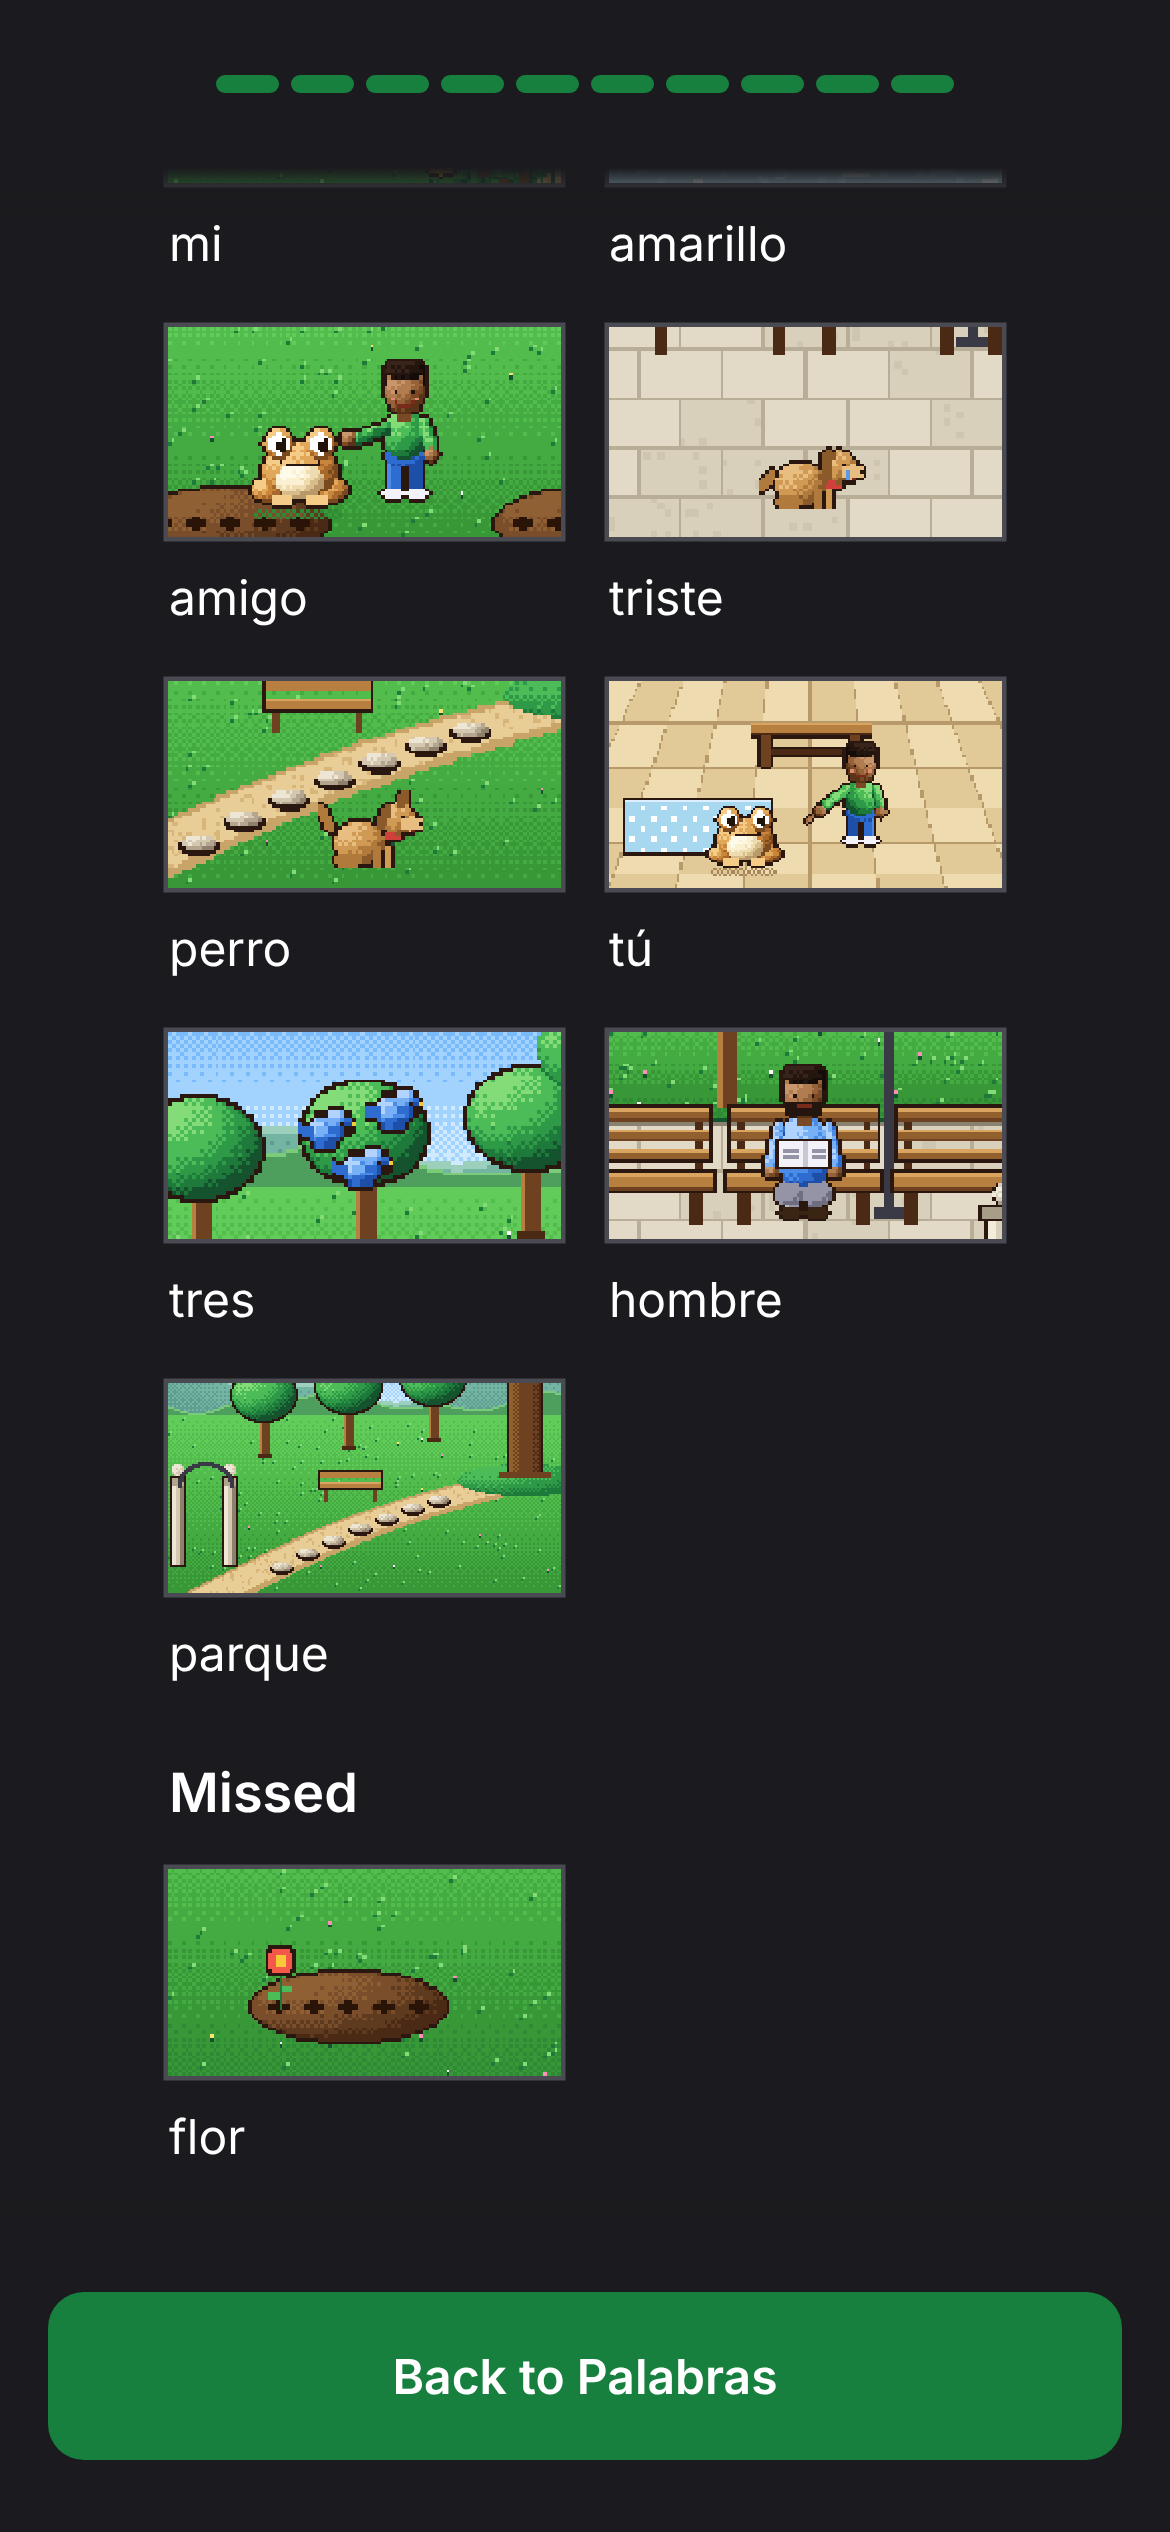 mi
amarillo
amigo
triste
perro
tú
tres
hombre
parque
Missed
flor
Back to Palabras